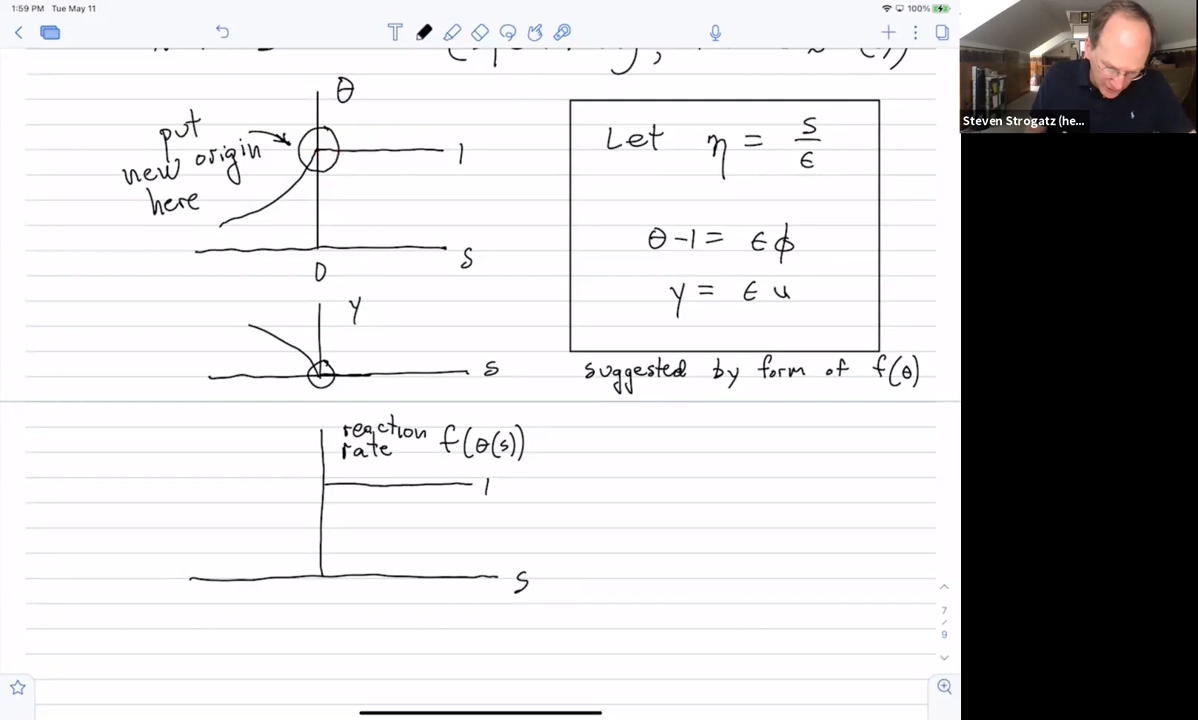 1:59 PM Tue May 11
100%
θ
put
new origin
here
1
s
0
y
s
Let η = s/ϵ
θ-1 = ϵφ
y = ϵu
suggested by form of f(θ)
reaction
rate f(θ(s))
1
s
7
/
9
Steven Strogatz (he...